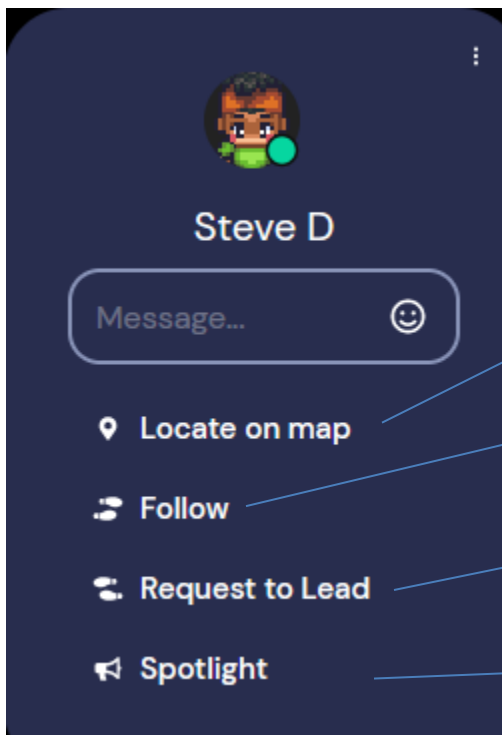 Steve D
Message...
Locate on map
Follow
Request to Lead
Spotlight